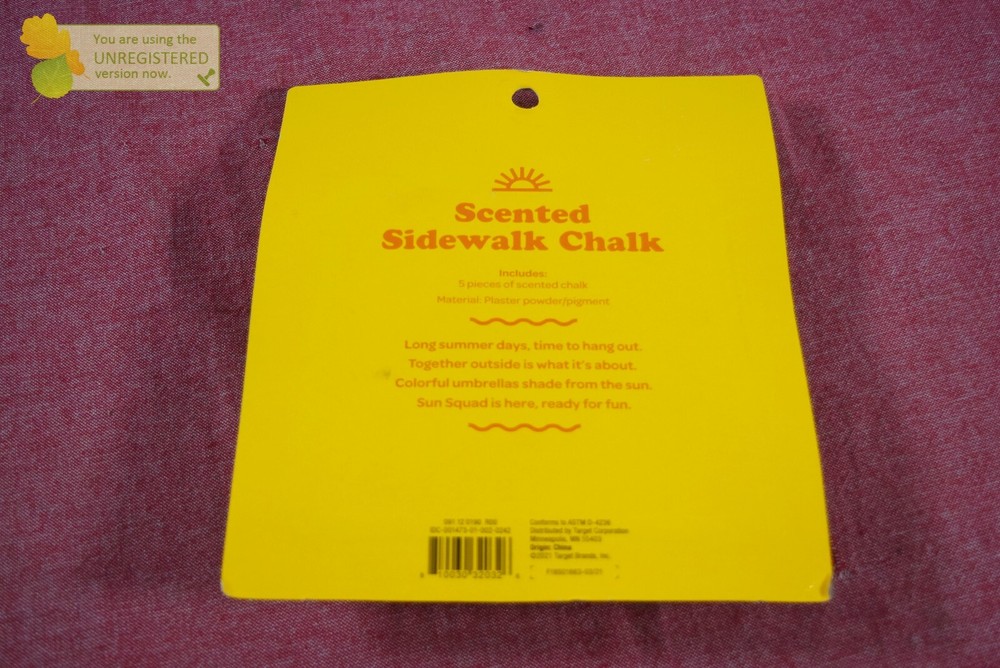 You are using the
UNREGISTERED
version now.
Scented
Sidewalk Chalk
Includes:
5 pieces of scented chalk
Material: Plaster powder/pigment
Long summer days, time to hang out.
Together outside is what it's about.
Colorful umbrellas shade from the sun.
Sun Squad is here, ready for fun.
Conforms to ASTM D-4236
Distributed by Target Corporation
Minneapolis, MN 55403
Origin: China
©2021 Target Brands, Inc.